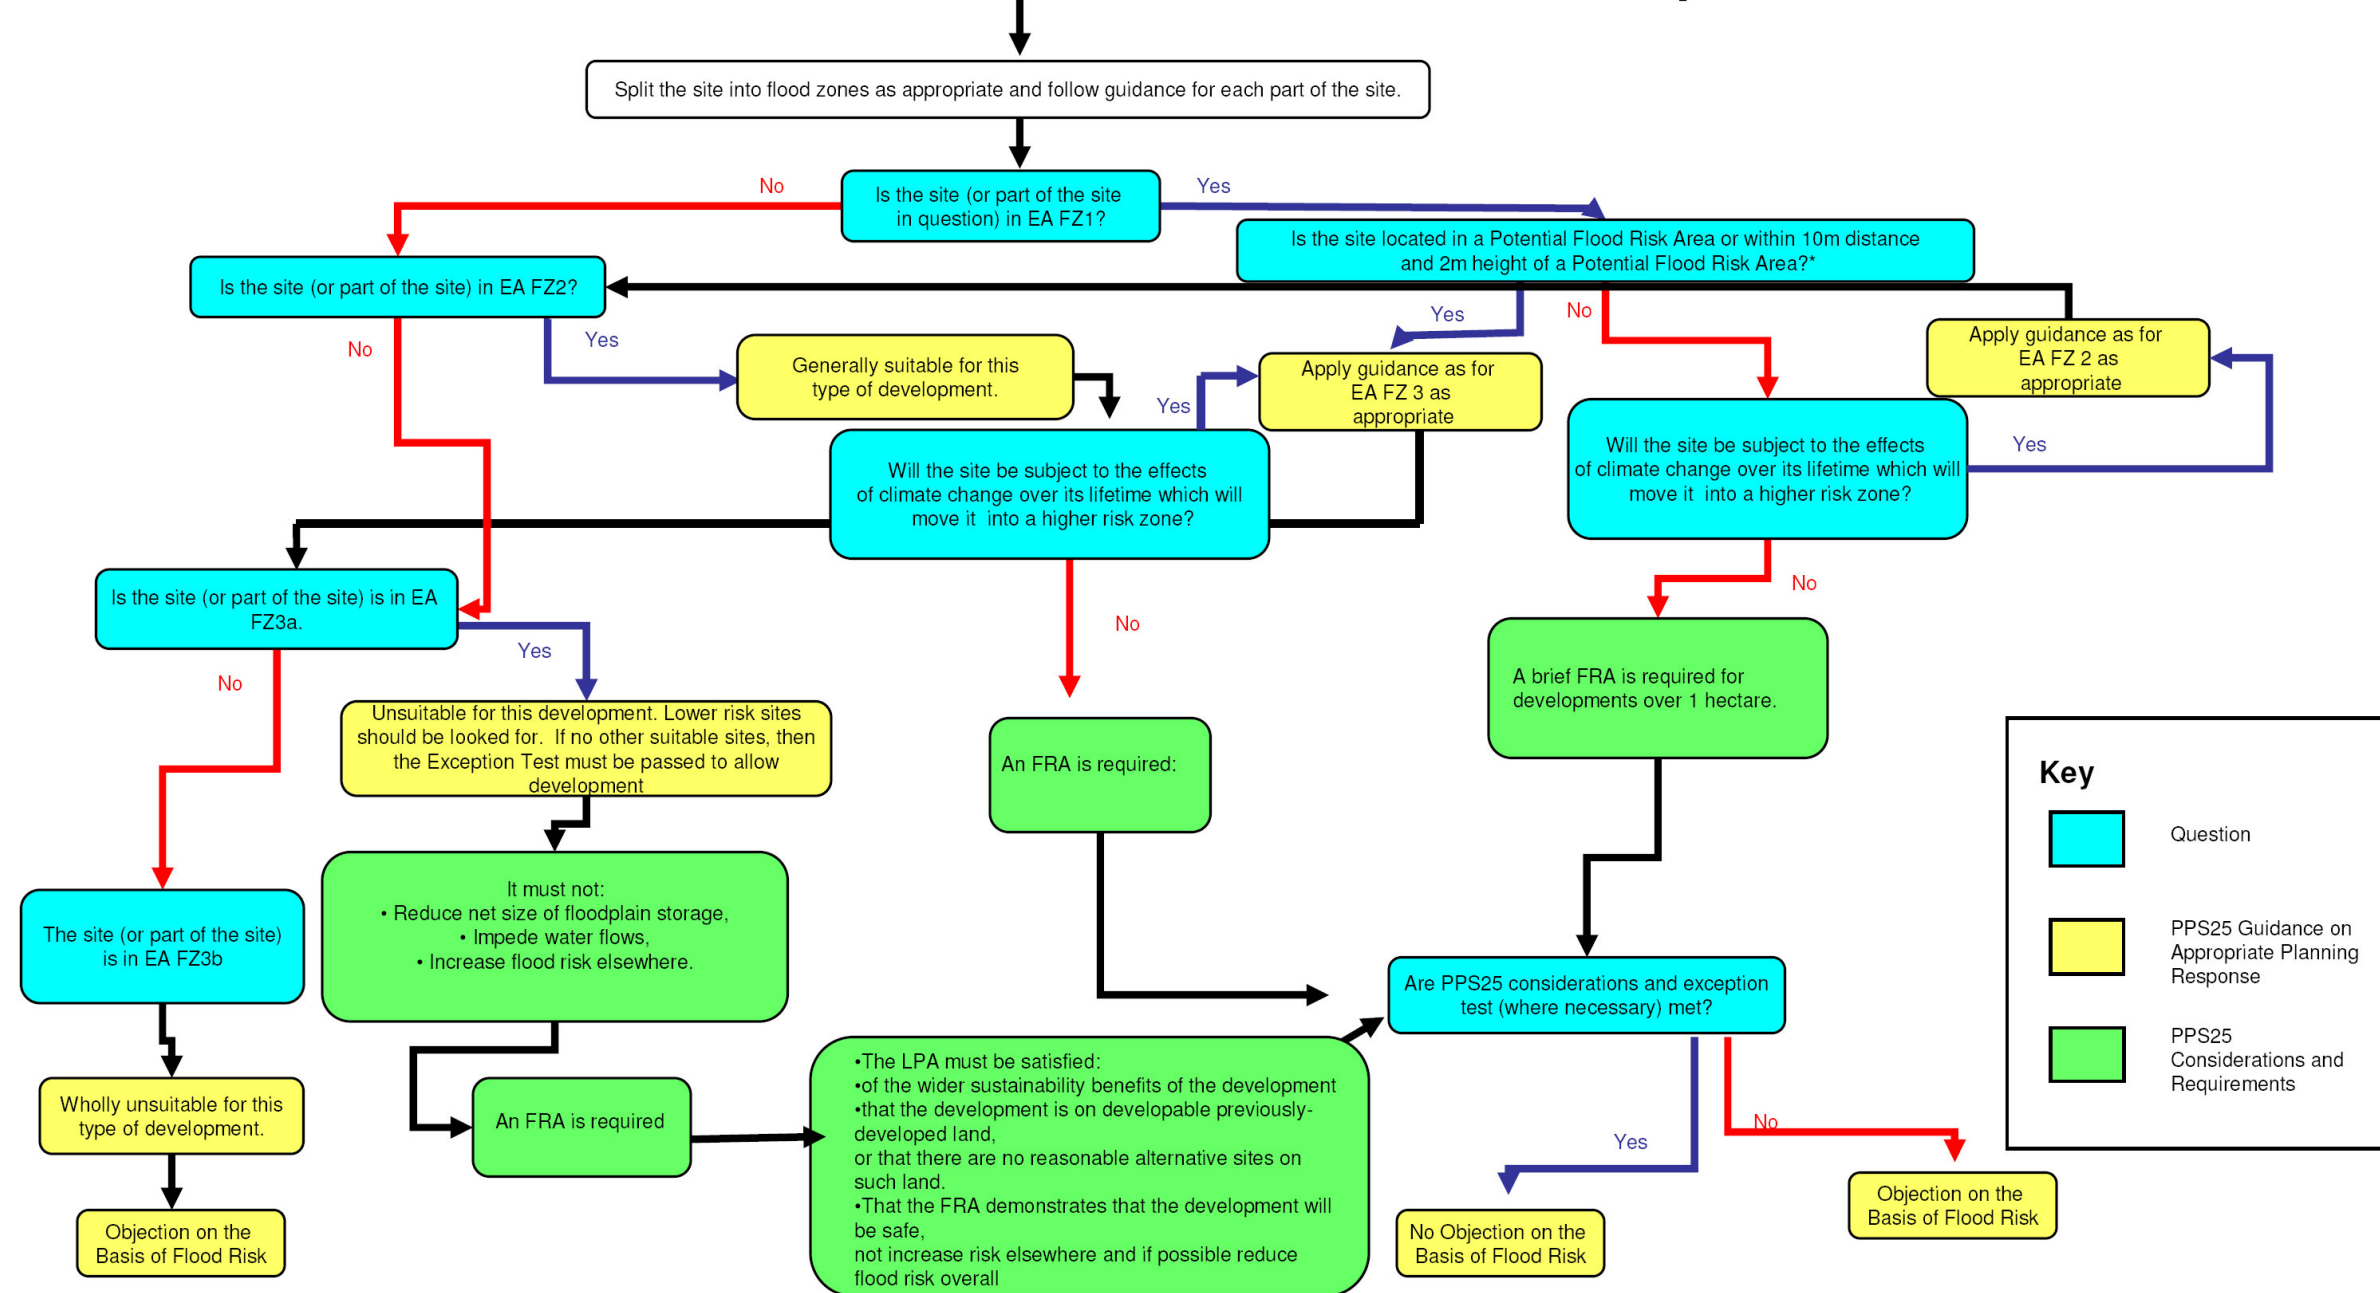 Split the site into flood zones as appropriate and follow guidance for each part of the site.
No
Yes
Is the site (or part of the site
in question) in EA FZ1?
Is the site located in a Potential Flood Risk Area or within 10m distance
and 2m height of a Potential Flood Risk Area?*
Is the site (or part of the site) in EA FZ2?
Yes
No
No
Yes
Generally suitable for this
type of development.
Yes
Apply guidance as for
EA FZ 3 as
appropriate
Apply guidance as for
EA FZ 2 as
appropriate
Will the site be subject to the effects
of climate change over its lifetime which will
move it  into a higher risk zone?
Will the site be subject to the effects
of climate change over its lifetime which will
move it  into a higher risk zone?
Yes
Is the site (or part of the site) is in EA
FZ3a.
No
No
Yes
No
Unsuitable for this development. Lower risk sites
should be looked for.  If no other suitable sites, then
the Exception Test must be passed to allow
development
An FRA is required:
A brief FRA is required for
developments over 1 hectare.
Key
Question
PPS25 Guidance on
Appropriate Planning
Response
PPS25
Considerations and
Requirements
It must not:
• Reduce net size of floodplain storage,
• Impede water flows,
• Increase flood risk elsewhere.
The site (or part of the site)
is in EA FZ3b
Are PPS25 considerations and exception
test (where necessary) met?
Wholly unsuitable for this
type of development.
An FRA is required
•The LPA must be satisfied:
•of the wider sustainability benefits of the development
•that the development is on developable previously-
developed land,
or that there are no reasonable alternative sites on
such land.
•That the FRA demonstrates that the development will
be safe,
not increase risk elsewhere and if possible reduce
flood risk overall
Yes
No
Objection on the
Basis of Flood Risk
No Objection on the
Basis of Flood Risk
Objection on the
Basis of Flood Risk